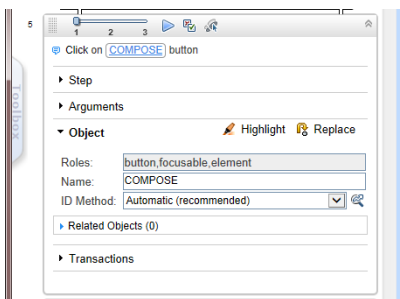 5
1 2 3
Click on COMPOSE button
Step
Arguments
Object Highlight Replace
Roles: button,focusable,element
Name: COMPOSE
ID Method: Automatic (recommended)
Related Objects (0)
Transactions
Toolbox